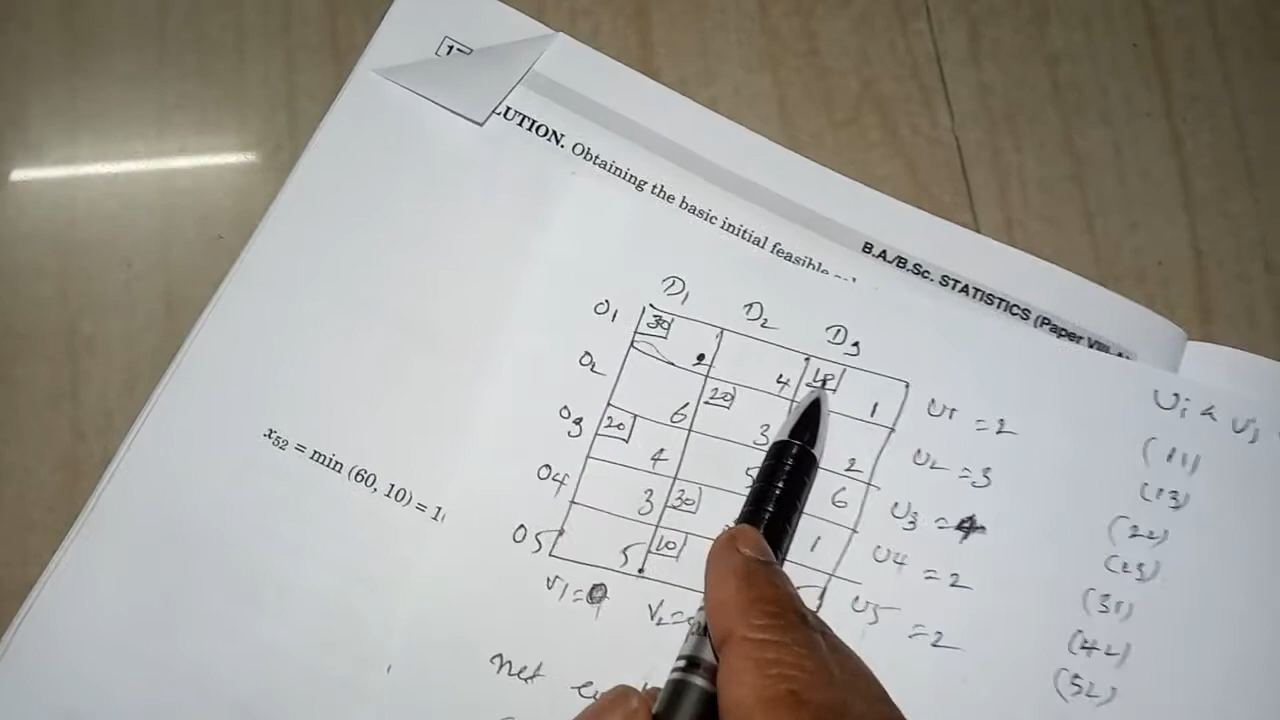 LUTION. Obtaining the basic initial feasible
B.A./B.Sc. STATISTICS (Paper
D1 D2 D3
O1 30 2 4 18 1 U1 = 2
O2 6 20 3 2 U2 = 3
O3 20 4 5 6 U3 = 4
O4 3 30 1 U4 = 2
O5 5 10 U5 = 2
V1 = 0 V2 =
Ui & Vj
(11)
(13)
(22)
(23)
(31)
(42)
(52)
x52 = min (60, 10) = 1
Net